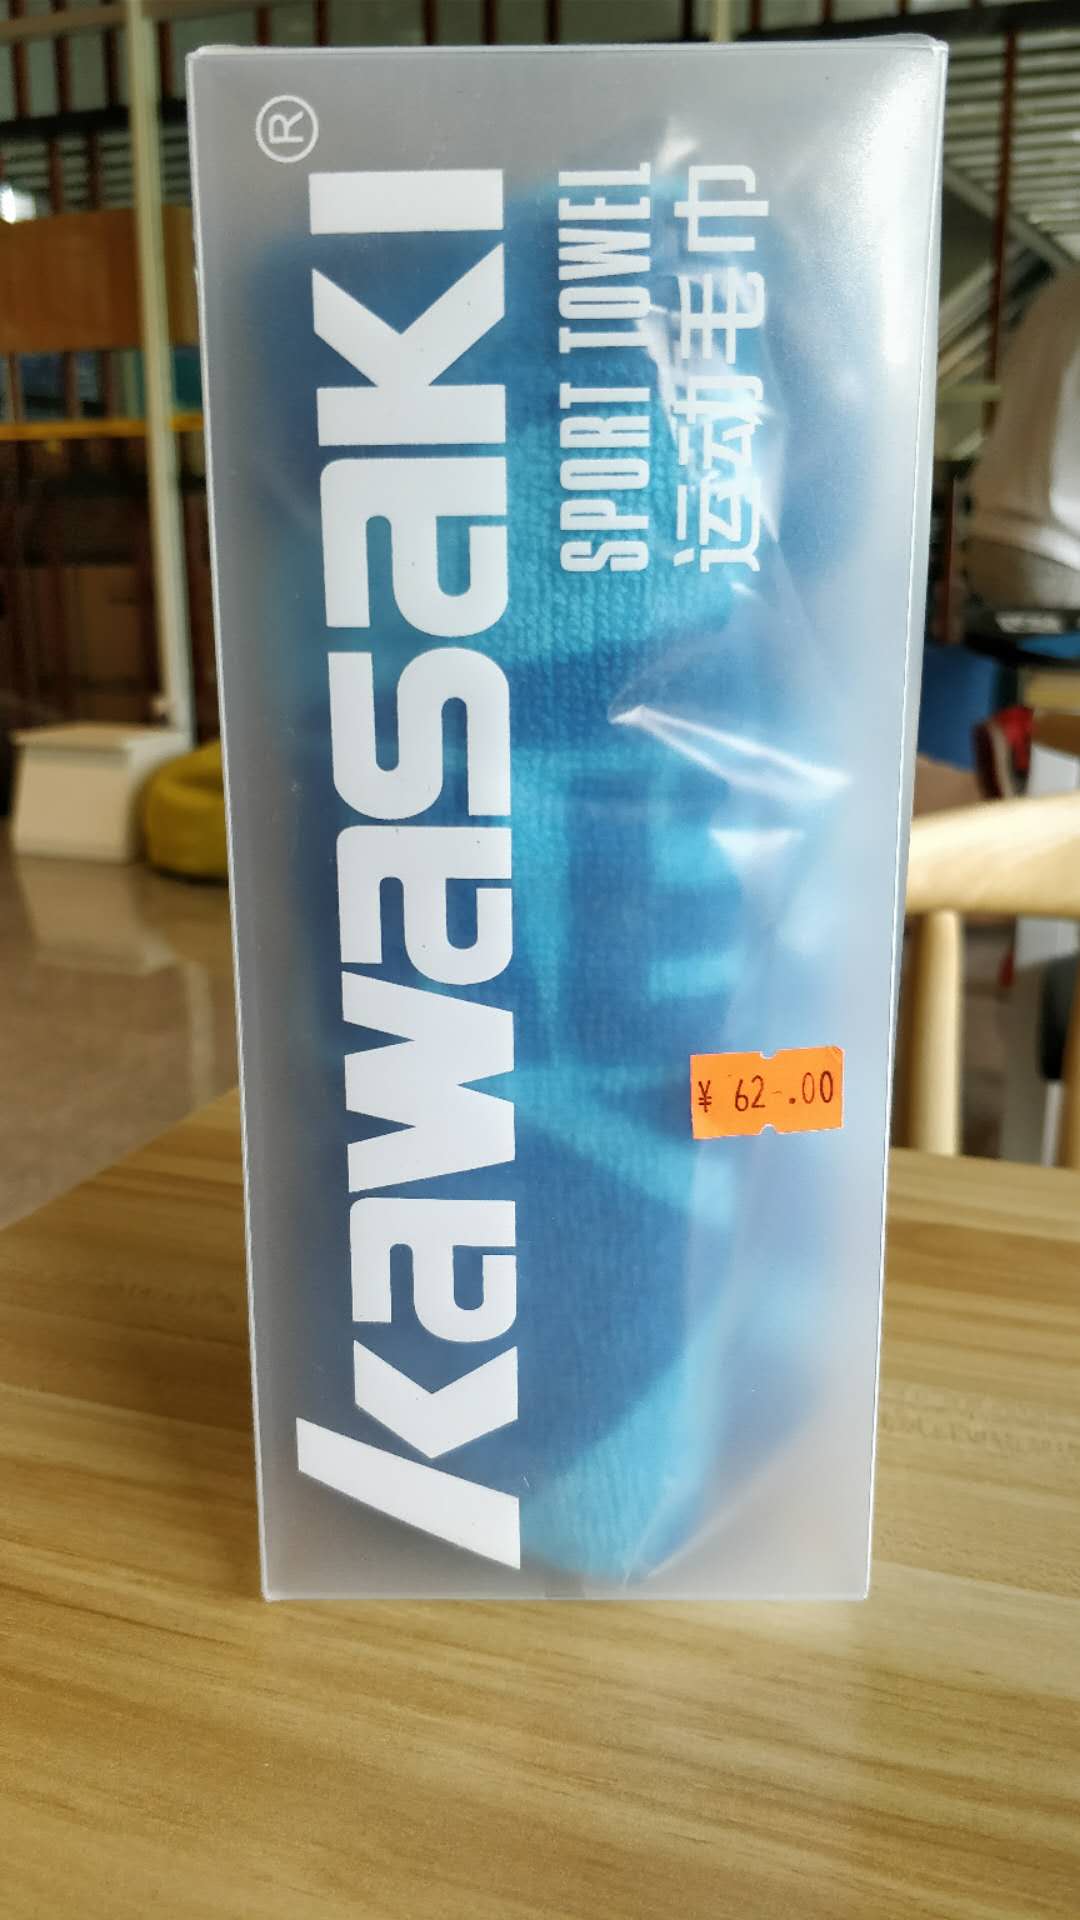 kawasaki®
SPORT TOWEL
运动毛巾
¥ 62-.00